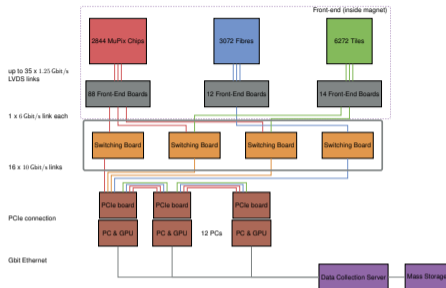 Front-end (inside magnet)
2844 MuPix Chips
3072 Fibres
6272 Tiles
up to 35 x 1.25 Gbit/s
LVDS links
88 Front-End Boards
12 Front-End Boards
14 Front-End Boards
1 x 6 Gbit/s link each
Switching Board
Switching Board
Switching Board
Switching Board
16 x 10 Gbit/s links
PCIe board
PCIe board
PCIe board
PCIe connection
PC & GPU
PC & GPU
12 PCs
PC & GPU
Gbit Ethernet
Data Collection Server
Mass Storage